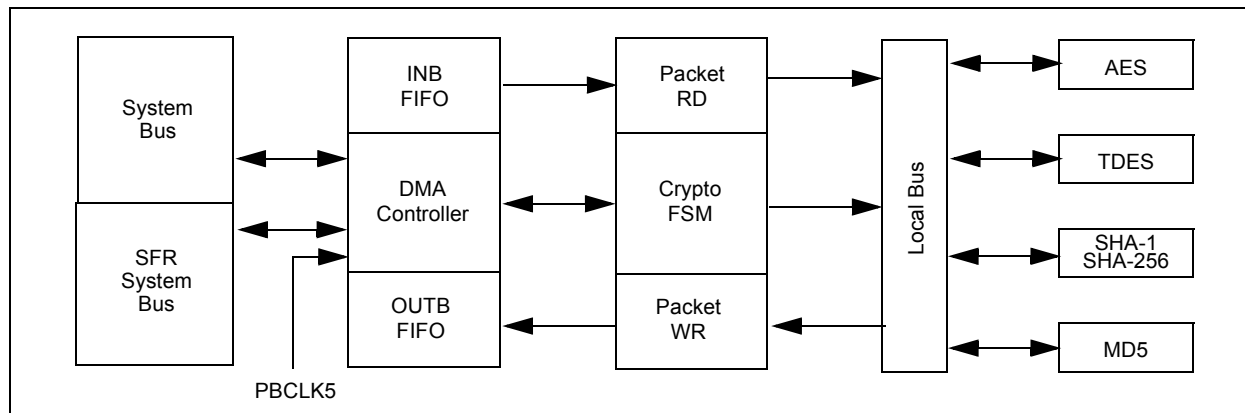 System
Bus
SFR
System
Bus
INB
FIFO
DMA
Controller
OUTB
FIFO
PBCLK5
Packet
RD
Crypto
FSM
Packet
WR
Local Bus
AES
TDES
SHA-1
SHA-256
MD5